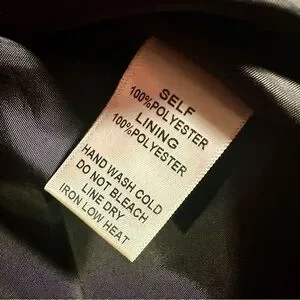 SELF
100%POLYESTER
LINING
100%POLYESTER
HAND WASH COLD
DO NOT BLEACH
LINE DRY
IRON LOW HEAT